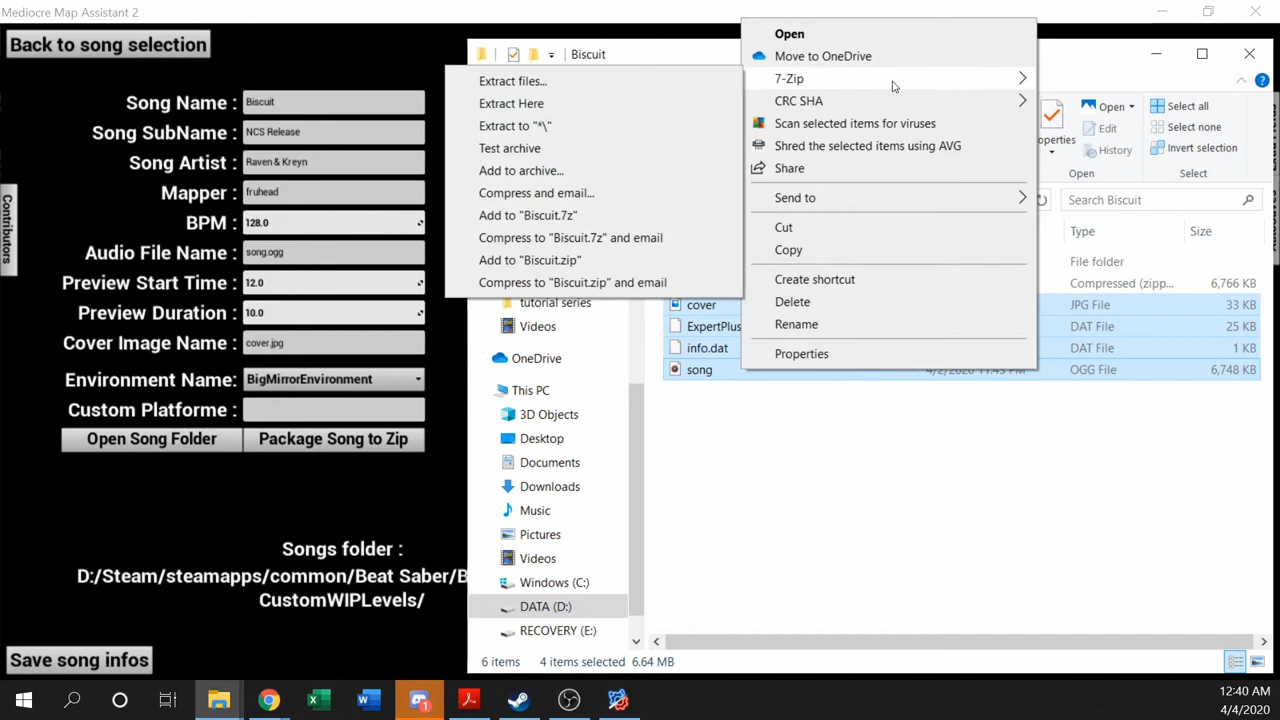 Mediocre Map Assistant 2
Back to song selection
Song Name :
Biscuit
Song SubName :
NCS Release
Song Artist :
Raven & Kreyn
Mapper :
fruhead
BPM :
128.0
Audio File Name :
song.ogg
Preview Start Time :
12.0
Preview Duration :
10.0
Cover Image Name :
cover.jpg
Environment Name:
BigMirrorEnvironment
Custom Platforme :
Open Song Folder
Package Song to Zip
Contributors
Songs folder :
D:/Steam/steamapps/common/Beat Saber/B
CustomWIPLevels/
Save song infos
Biscuit
Extract files...
Extract Here
Extract to "*\"
Test archive
Add to archive...
Compress and email...
Add to "Biscuit.7z"
Compress to "Biscuit.7z" and email
Add to "Biscuit.zip"
Compress to "Biscuit.zip" and email
Open
Move to OneDrive
7-Zip
CRC SHA
Scan selected items for viruses
Shred the selected items using AVG
Share
Send to
Cut
Copy
Create shortcut
Delete
Rename
Properties
operties
Open
Edit
History
Open
Select all
Select none
Invert selection
Select
Search Biscuit
Type
Size
File folder
Compressed (zipp...
6,766 KB
cover
JPG File
33 KB
ExpertPlus
DAT File
25 KB
info.dat
DAT File
1 KB
song
4/2/2020 11:43 PM
OGG File
6,748 KB
tutorial series
Videos
OneDrive
This PC
3D Objects
Desktop
Documents
Downloads
Music
Pictures
Videos
Windows (C:)
DATA (D:)
RECOVERY (E:)
6 items
4 items selected
6.64 MB
1
12:40 AM
4/4/2020